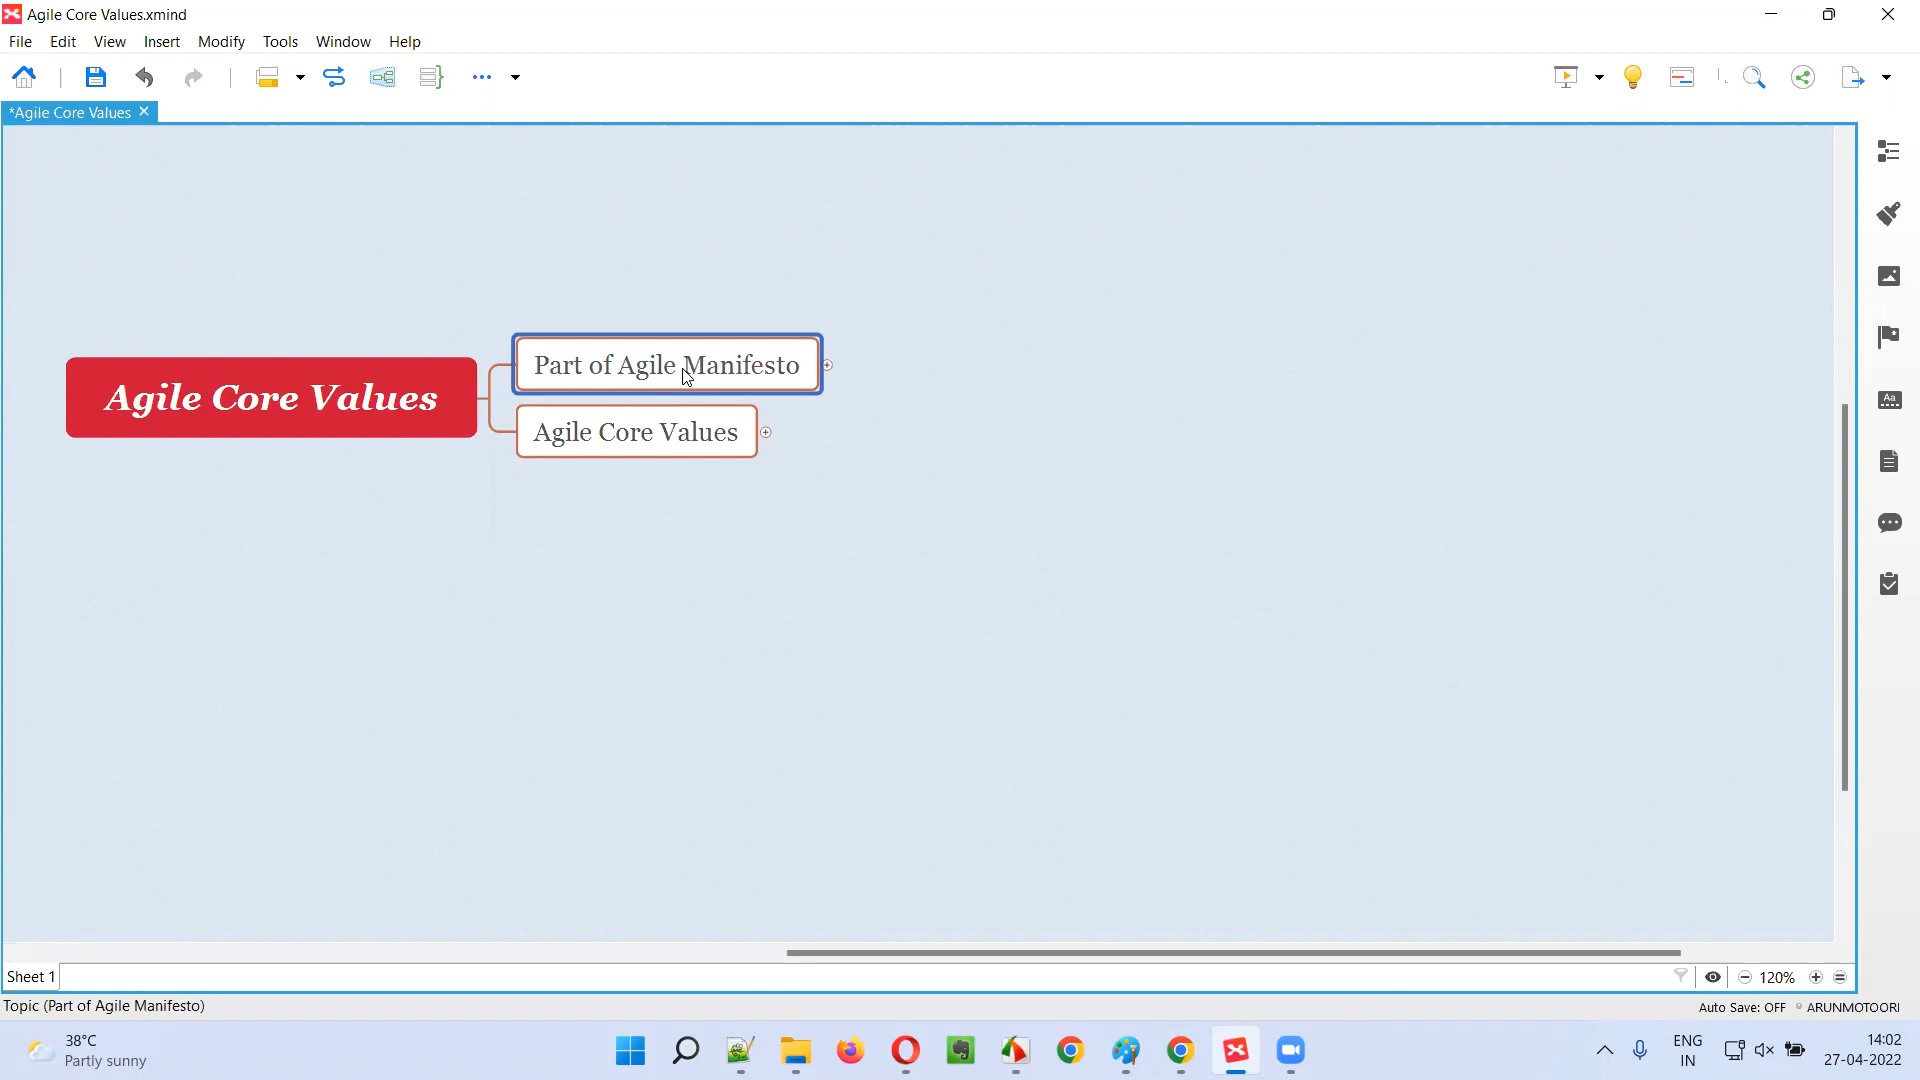 Agile Core Values.xmind
File Edit View Insert Modify Tools Window Help
*Agile Core Values
Part of Agile Manifesto
Agile Core Values
Agile Core Values
Aa
Sheet 1
120%
Topic (Part of Agile Manifesto)
Auto Save: OFF ARUNMOTOORI
38°C
Partly sunny
ENG
IN
14:02
27-04-2022